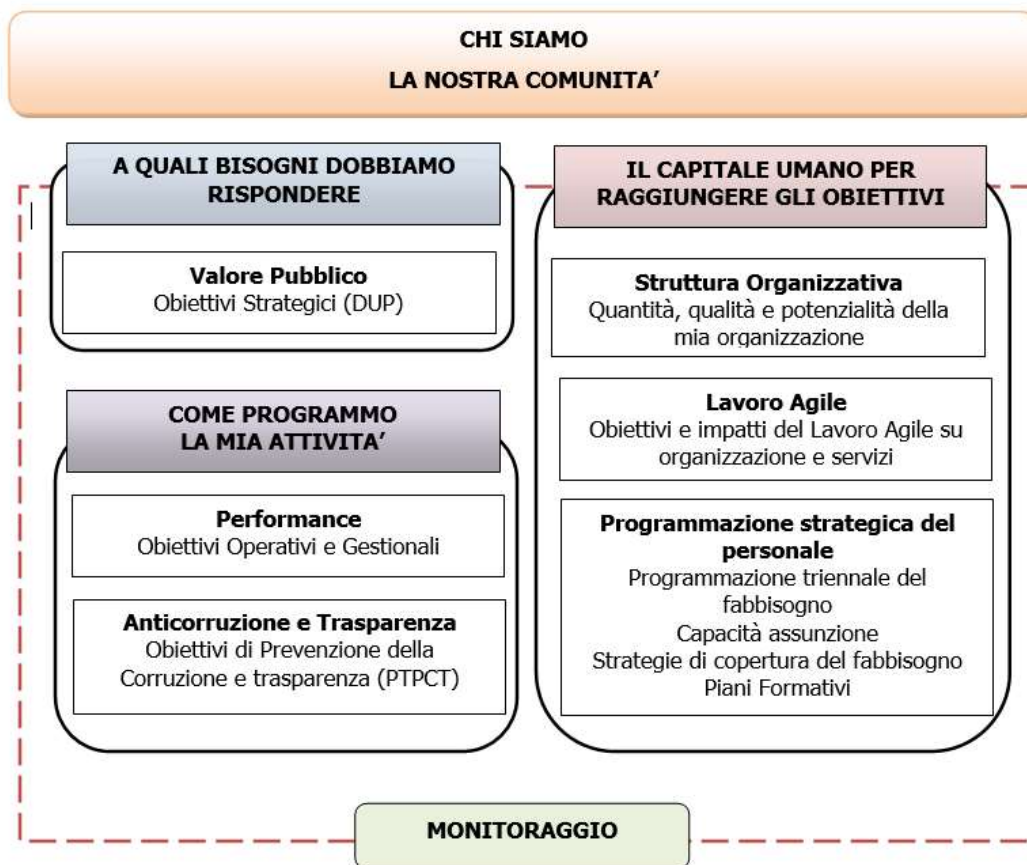 CHI SIAMO
LA NOSTRA COMUNITA’
A QUALI BISOGNI DOBBIAMO
RISPONDERE
Valore Pubblico
Obiettivi Strategici (DUP)
COME PROGRAMMO
LA MIA ATTIVITA’
Performance
Obiettivi Operativi e Gestionali
Anticorruzione e Trasparenza
Obiettivi di Prevenzione della
Corruzione e trasparenza (PTPCT)
IL CAPITALE UMANO PER
RAGGIUNGERE GLI OBIETTIVI
Struttura Organizzativa
Quantità, qualità e potenzialità della
mia organizzazione
Lavoro Agile
Obiettivi e impatti del Lavoro Agile su
organizzazione e servizi
Programmazione strategica del
personale
Programmazione triennale del
fabbisogno
Capacità assunzione
Strategie di copertura del fabbisogno
Piani Formativi
MONITORAGGIO